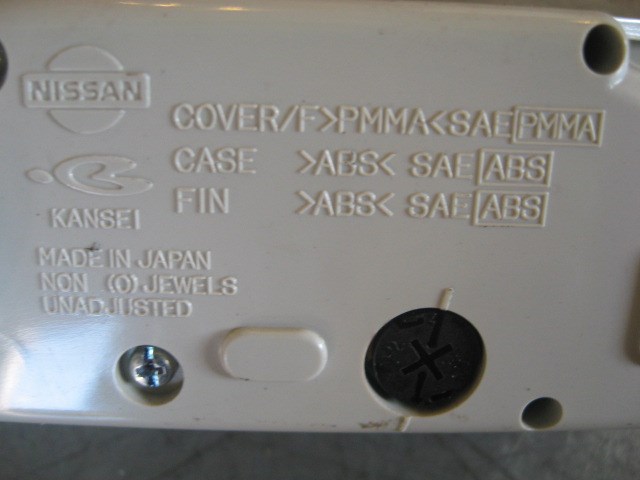 NISSAN
COVER/F>PMMA<SAE PMMA
CASE >ABS< SAE ABS
FIN >ABS< SAE ABS
KANSEI
MADE IN JAPAN
NON (0) JEWELS
UNADJUSTED